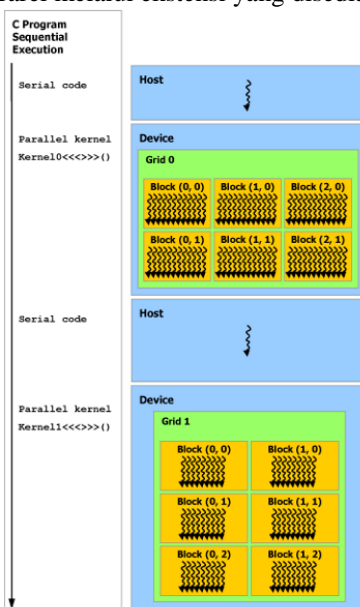 melalui ekstensi yang
C Program
Sequential
Execution
Serial code
Host
Parallel kernel
Kernel0<<<>>>()
Device
Grid 0
Block (0, 0) Block (1, 0) Block (2, 0)
Block (0, 1) Block (1, 1) Block (2, 1)
Serial code
Host
Parallel kernel
Kernel1<<<>>>()
Device
Grid 1
Block (0, 0) Block (1, 0)
Block (0, 1) Block (1, 1)
Block (0, 2) Block (1, 2)